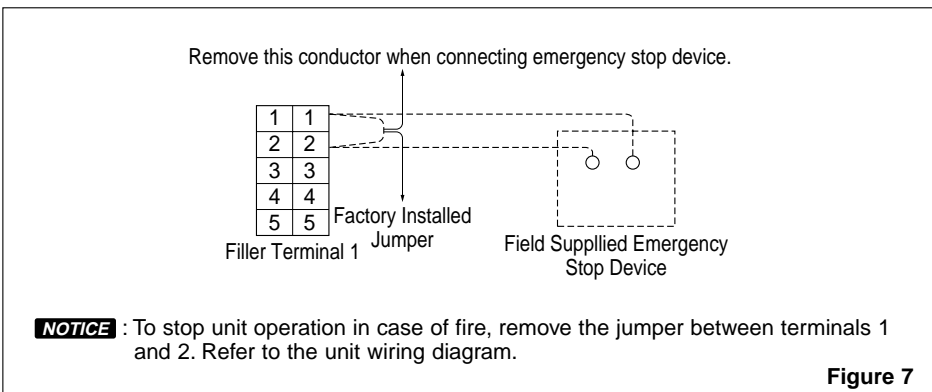 Remove this conductor when connecting emergency stop device.
1 1
2 2
3 3
4 4
5 5
Factory Installed
Jumper
Filler Terminal 1
Field Suppllied Emergency
Stop Device
NOTICE : To stop unit operation in case of fire, remove the jumper between terminals 1
and 2. Refer to the unit wiring diagram.
Figure 7